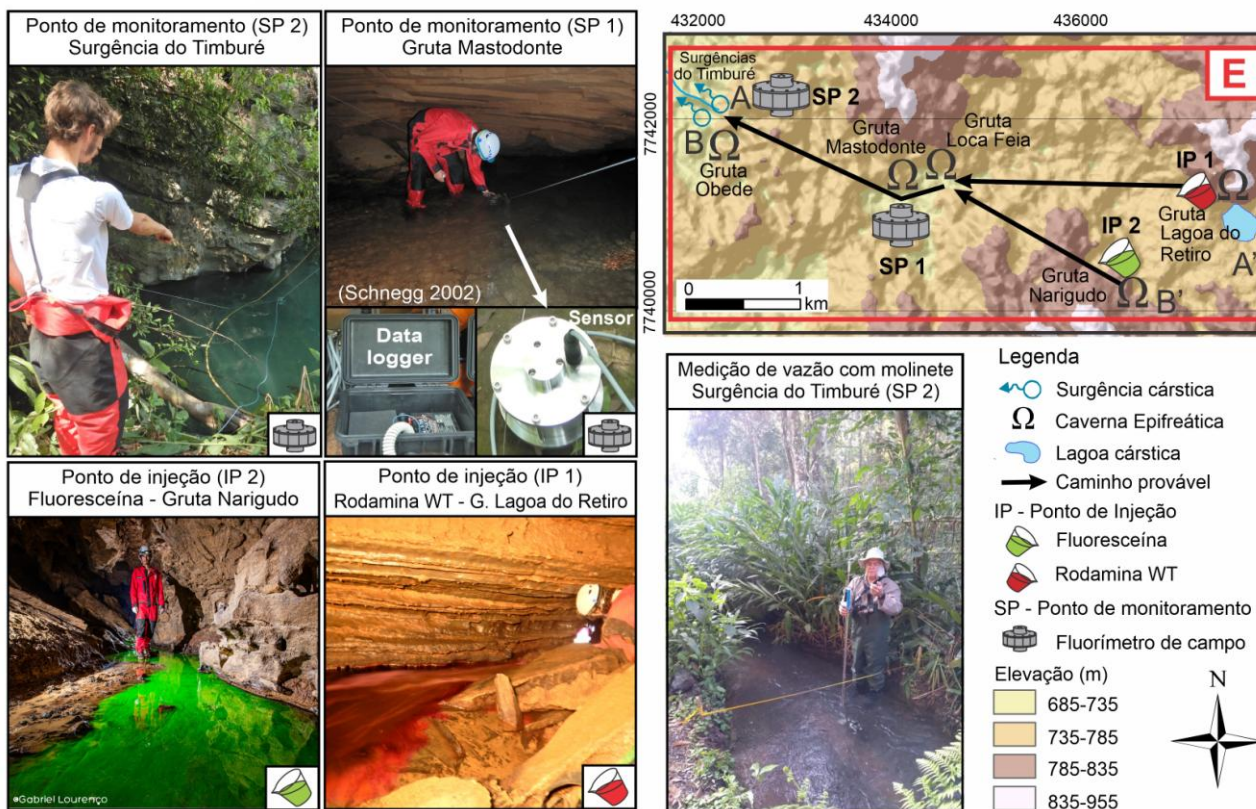 Ponto de monitoramento (SP 2)
Surgência do Timburé
Ponto de monitoramento (SP 1)
Gruta Mastodonte
(Schnegg 2002)
Data
logger
Sensor
Ponto de injeção (IP 2)
Fluoresceína - Gruta Narigudo
©Gabriel Lourenço
Ponto de injeção (IP 1)
Rodamina WT - G. Lagoa do Retiro
432000
434000
436000
7742000
7740000
E
Surgências
do Timburé
A
SP 2
B
Gruta
Obede
Gruta
Mastodonte
Gruta
Loca Feia
IP 1
Gruta
Lagoa do
Retiro
A'
SP 1
IP 2
Gruta
Narigudo
B'
0
1
km
Medição de vazão com molinete
Surgência do Timburé (SP 2)
Legenda
Surgência cárstica
Ω Caverna Epifreática
Lagoa cárstica
Caminho provável
IP - Ponto de Injeção
Fluoresceína
Rodamina WT
SP - Ponto de monitoramento
Fluorímetro de campo
Elevação (m)
685-735
735-785
785-835
835-955
N